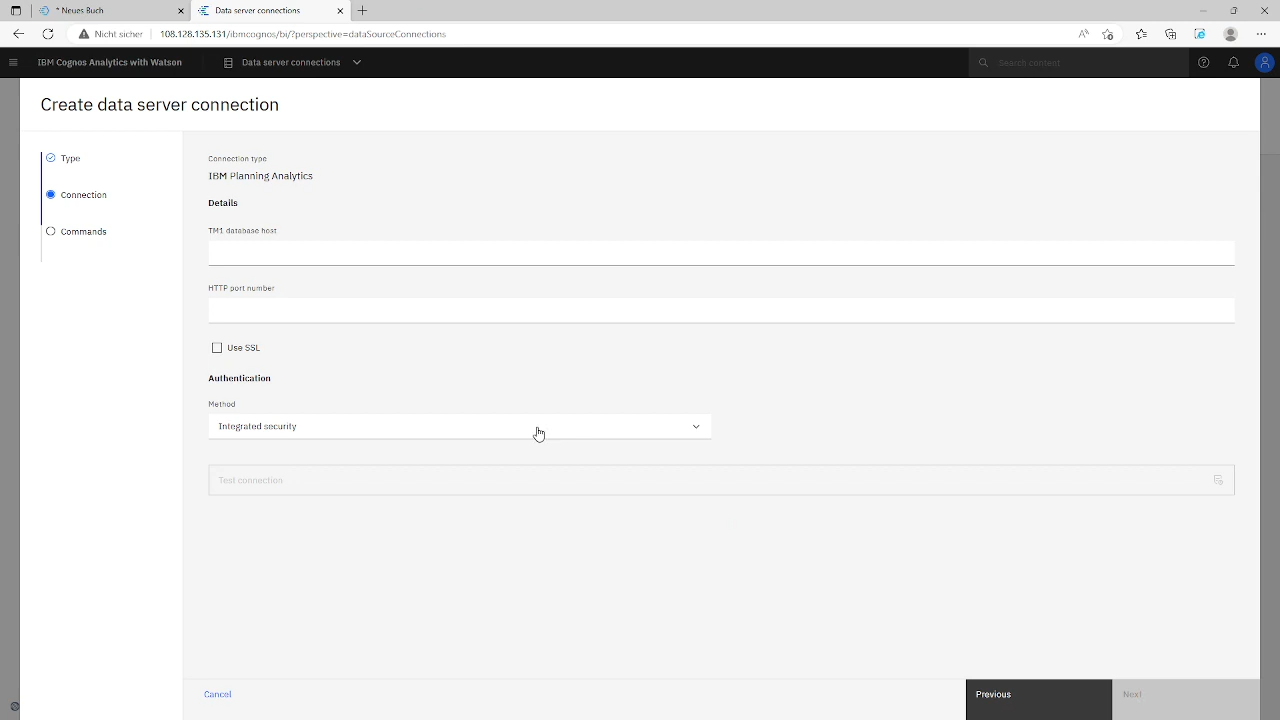 * Neues Buch
Data server connections
Nicht sicher
108.128.135.131/ibmcognos/bi/?perspective=dataSourceConnections
IBM Cognos Analytics with Watson
Data server connections
Search content
Create data server connection
Type
Connection
Commands
Connection type
IBM Planning Analytics
Details
TM1 database host
HTTP port number
Use SSL
Authentication
Method
Integrated security
Test connection
Cancel
Previous
Next